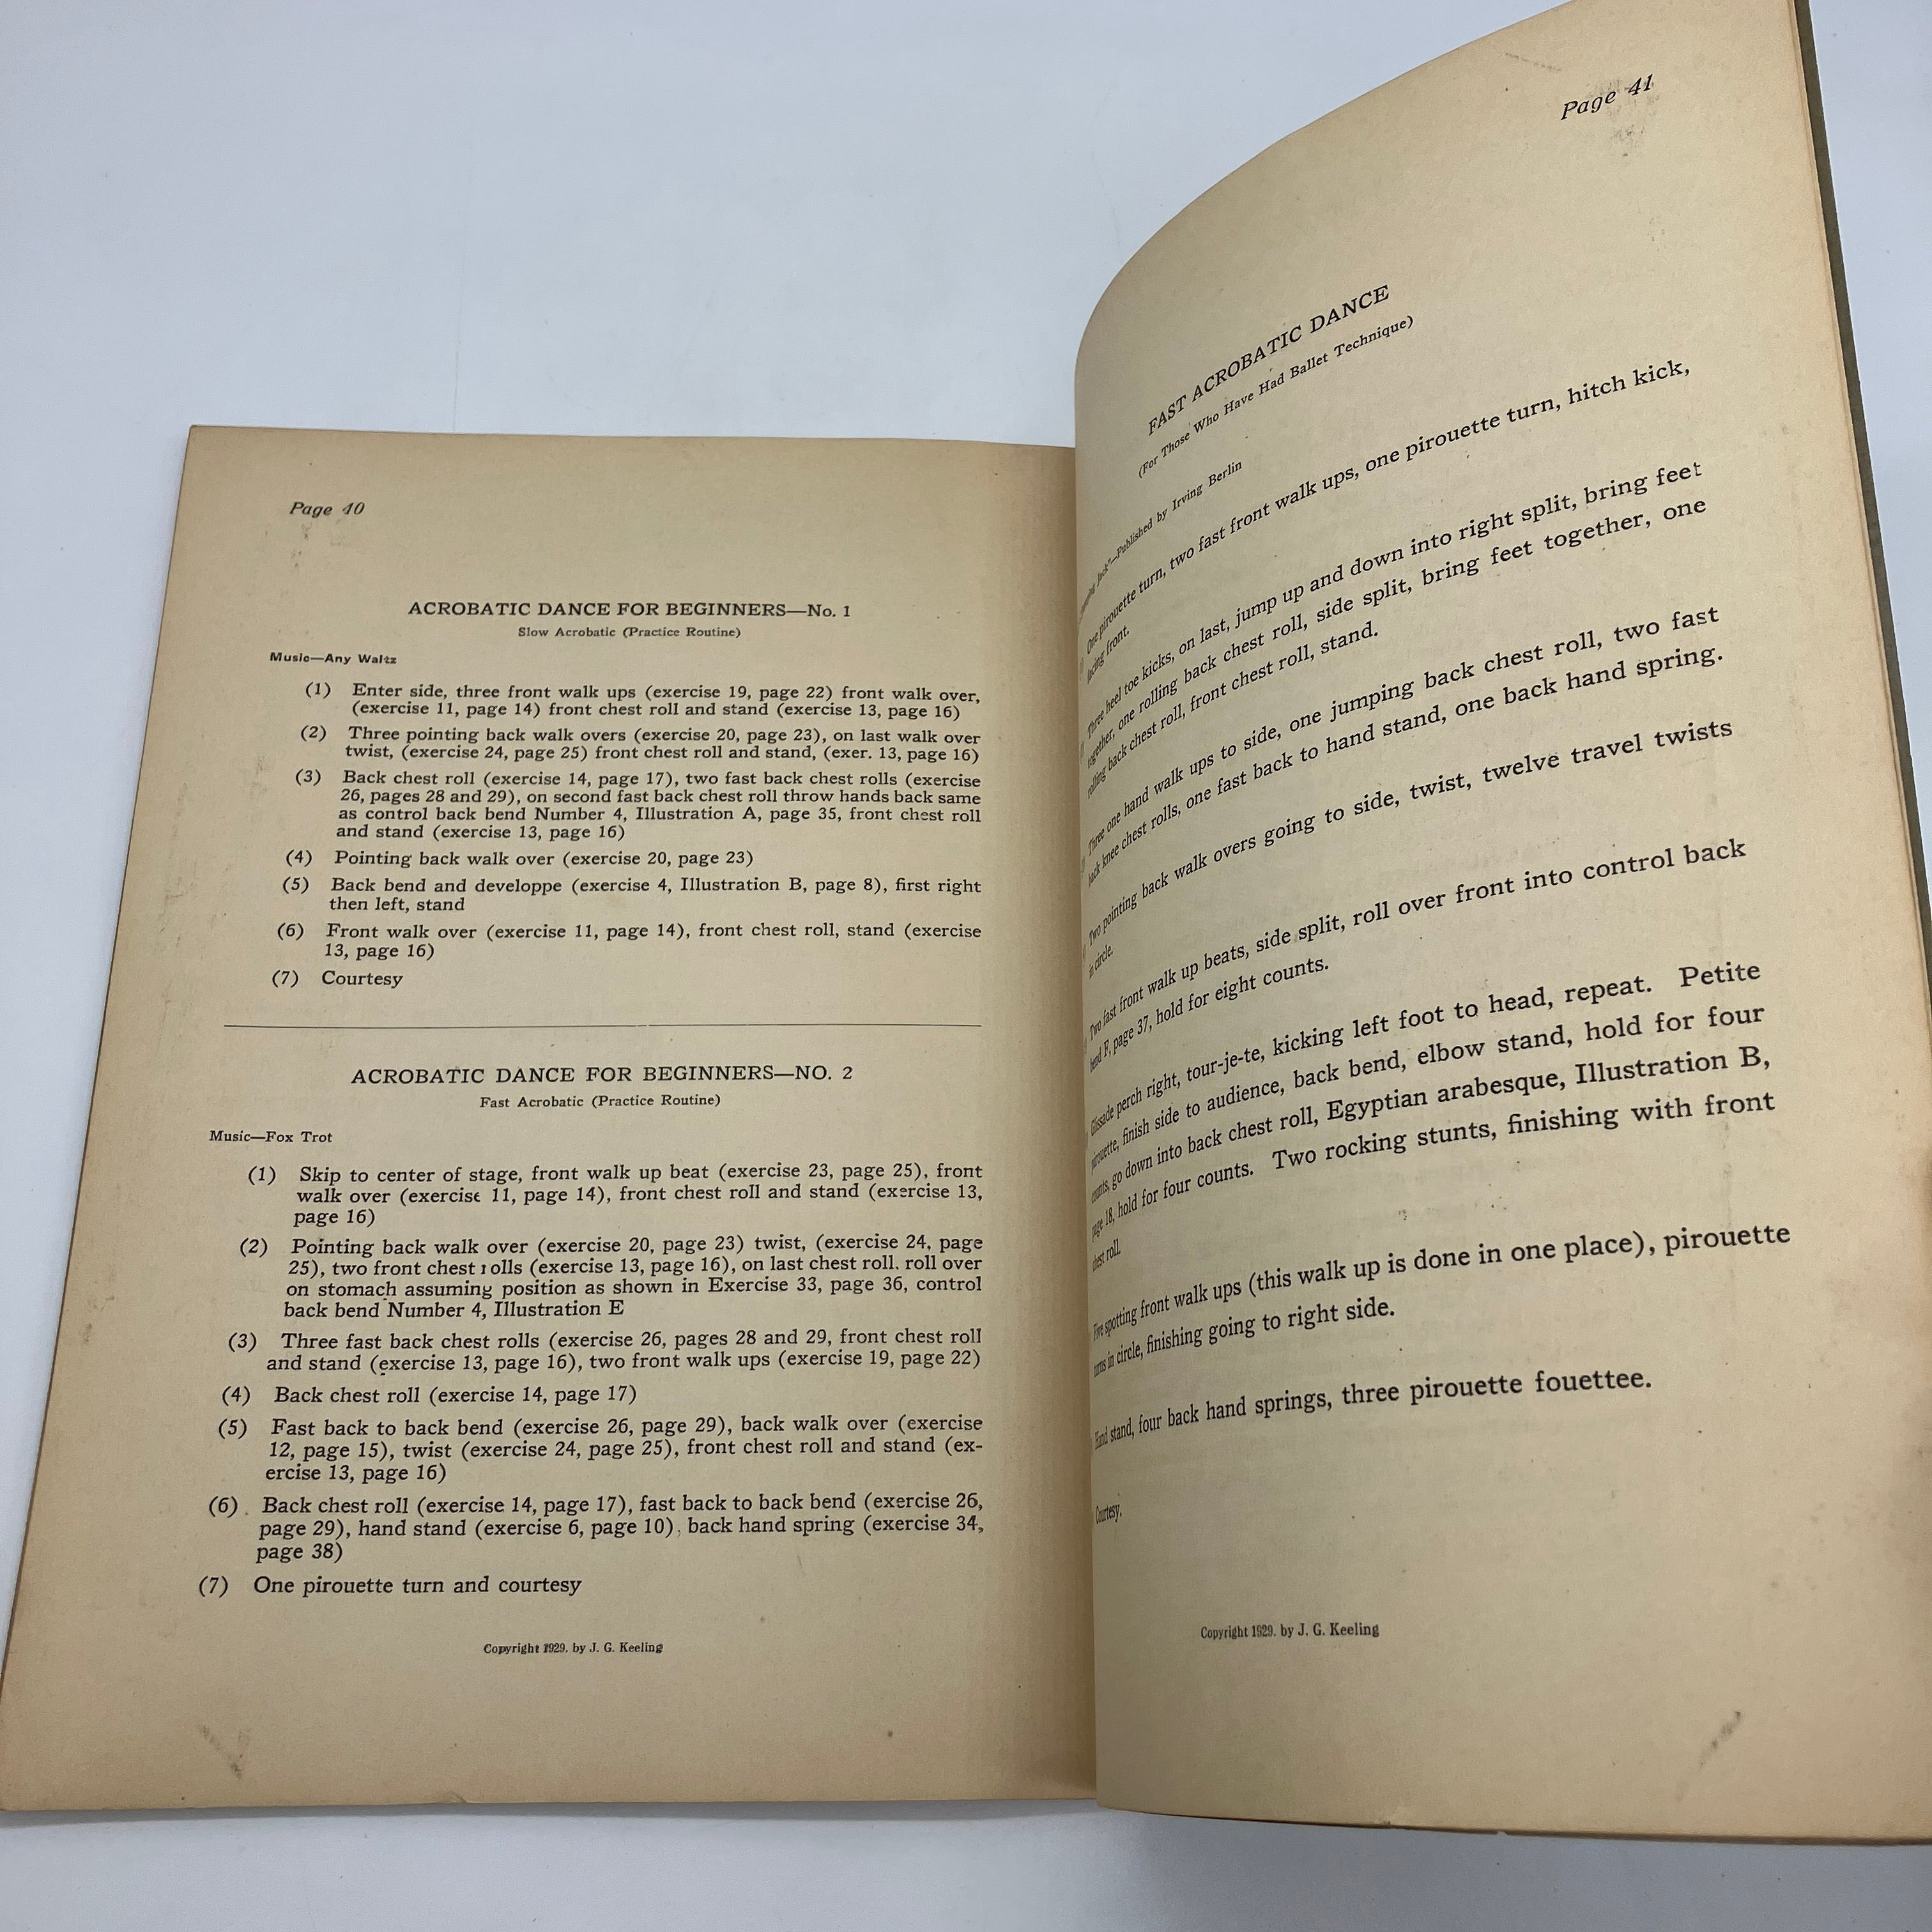 Page 40
ACROBATIC DANCE FOR BEGINNERS—No. 1
Slow Acrobatic (Practice Routine)
Music—Any Waltz
(1) Enter side, three front walk ups (exercise 19, page 22) front walk over,
(exercise 11, page 14) front chest roll and stand (exercise 13, page 16)
(2) Three pointing back walk overs (exercise 20, page 23), on last walk over
twist, (exercise 24, page 25) front chest roll and stand, (exer. 13, page 16)
(3) Back chest roll (exercise 14, page 17), two fast back chest rolls (exercise
26, pages 28 and 29), on second fast back chest roll throw hands back same
as control back bend Number 4, Illustration A, page 35, front chest roll
and stand (exercise 13, page 16)
(4) Pointing back walk over (exercise 20, page 23)
(5) Back bend and developpe (exercise 4, Illustration B, page 8), first right
then left, stand
(6) Front walk over (exercise 11, page 14), front chest roll, stand (exercise
13, page 16)
(7) Courtesy
ACROBATIC DANCE FOR BEGINNERS—NO. 2
Fast Acrobatic (Practice Routine)
Music—Fox Trot
(1) Skip to center of stage, front walk up beat (exercise 23, page 25), front
walk over (exercise 11, page 14), front chest roll and stand (exercise 13,
page 16)
(2) Pointing back walk over (exercise 20, page 23) twist, (exercise 24, page
25), two front chest rolls (exercise 13, page 16), on last chest roll. roll over
on stomach assuming position as shown in Exercise 33, page 36, control
back bend Number 4, Illustration E
(3) Three fast back chest rolls (exercise 26, pages 28 and 29, front chest roll
and stand (exercise 13, page 16), two front walk ups (exercise 19, page 22)
(4) Back chest roll (exercise 14, page 17)
(5) Fast back to back bend (exercise 26, page 29), back walk over (exercise
12, page 15), twist (exercise 24, page 25), front chest roll and stand (ex-
ercise 13, page 16)
(6) Back chest roll (exercise 14, page 17), fast back to back bend (exercise 26,
page 29), hand stand (exercise 6, page 10), back hand spring (exercise 34,
page 38)
(7) One pirouette turn and courtesy
Copyright 1929. by J. G. Keeling
Page 41
FAST ACROBATIC DANCE
(For Those Who Have Had Ballet Technique)
Jack"—Published by Irving Berlin
One pirouette turn, two fast front walk ups, one pirouette turn, hitch kick,
facing front.
Three heel toe kicks, on last, jump up and down into right split, bring feet
together, one rolling back chest roll, side split, bring feet together, one
rolling back chest roll, front chest roll, stand.
Three one hand walk ups to side, one jumping back chest roll, two fast
back knee chest rolls, one fast back to hand stand, one back hand spring.
Two pointing back walk overs going to side, twist, twelve travel twists
in circle.
Two fast front walk up beats, side split, roll over front into control back
bend F, page 37, hold for eight counts.
Glissade perch right, tour-je-te, kicking left foot to head, repeat. Petite
pirouette, finish side to audience, back bend, elbow stand, hold for four
counts, go down into back chest roll, Egyptian arabesque, Illustration B,
page 18, hold for four counts. Two rocking stunts, finishing with front
chest roll.
Five spotting front walk ups (this walk up is done in one place), pirouette
turns in circle, finishing going to right side.
Hand stand, four back hand springs, three pirouette fouettee.
Courtesy.
Copyright 1929. by J. G. Keeling